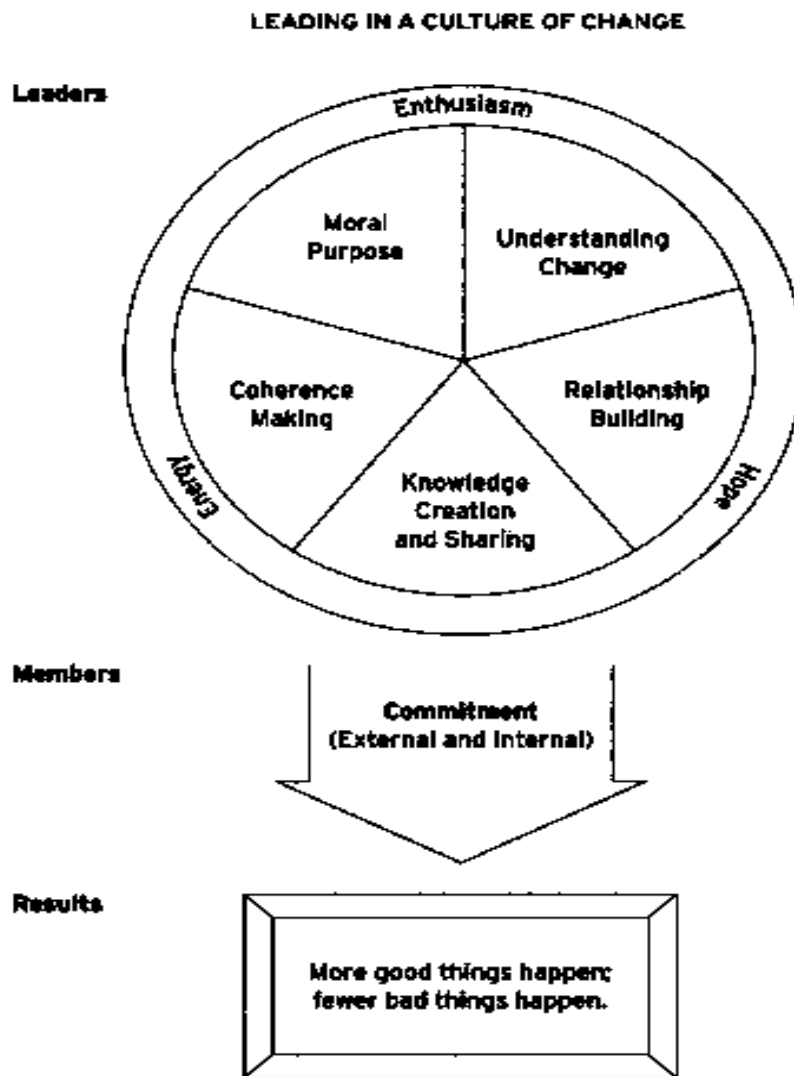 LEADING IN A CULTURE OF CHANGE
Leaders
Enthusiasm
Moral
Purpose
Understanding
Change
Coherence
Making
Relationship
Building
Energy
Hope
Knowledge
Creation
and Sharing
Members
Commitment
(External and Internal)
Results
More good things happen;
fewer bad things happen.